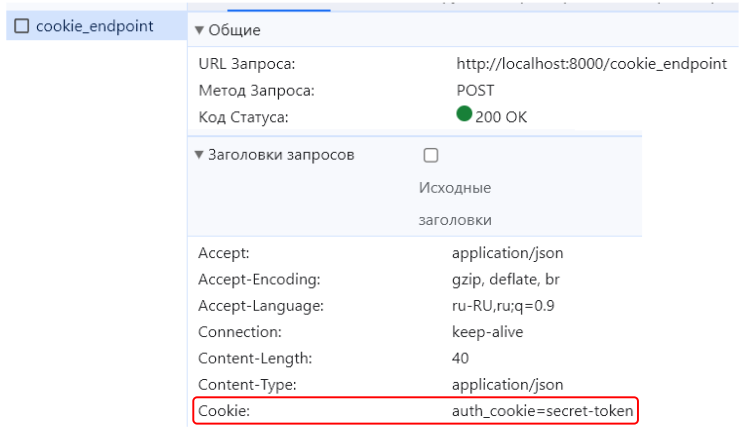 cookie_endpoint
▼ Общие
URL Запроса: http://localhost:8000/cookie_endpoint
Метод Запроса: POST
Код Статуса: 200 OK
▼ Заголовки запросов
Исходные
заголовки
Accept: application/json
Accept-Encoding: gzip, deflate, br
Accept-Language: ru-RU,ru;q=0.9
Connection: keep-alive
Content-Length: 40
Content-Type: application/json
Cookie: auth_cookie=secret-token